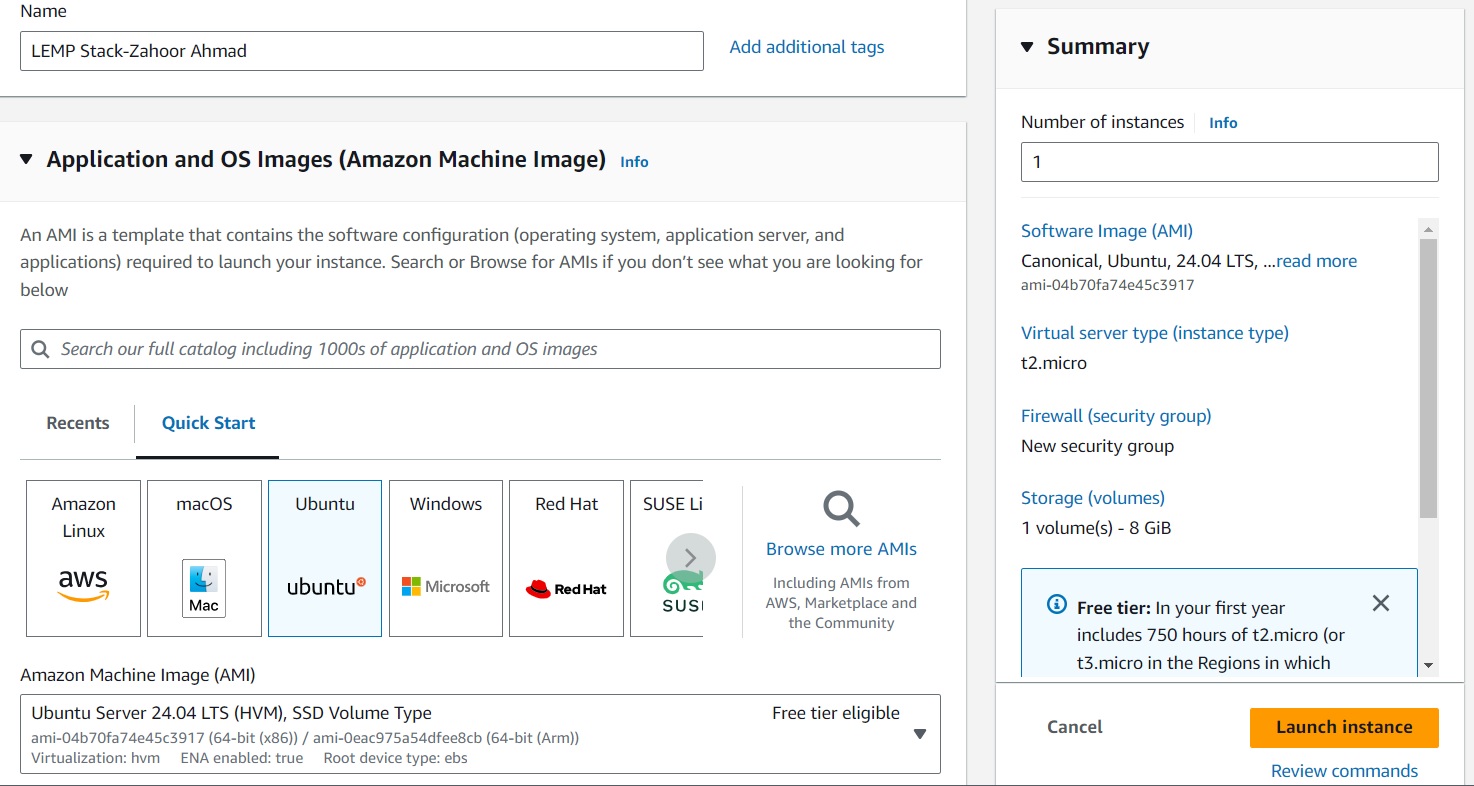 Name
LEMP Stack-Zahoor Ahmad
Add additional tags
Application and OS Images (Amazon Machine Image) Info
An AMI is a template that contains the software configuration (operating system, application server, and
applications) required to launch your instance. Search or Browse for AMIs if you don’t see what you are looking for
below
Search our full catalog including 1000s of application and OS images
Recents
Quick Start
Amazon
Linux
aws
macOS
Mac
Ubuntu
ubuntu
Windows
Microsoft
Red Hat
Red Hat
SUSE Li
SUS
Browse more AMIs
Including AMIs from
AWS, Marketplace and
the Community
Amazon Machine Image (AMI)
Ubuntu Server 24.04 LTS (HVM), SSD Volume Type
Free tier eligible
ami-04b70fa74e45c3917 (64-bit (x86)) / ami-0eac975a54dfee8cb (64-bit (Arm))
Virtualization: hvm ENA enabled: true Root device type: ebs
Summary
Number of instances Info
1
Software Image (AMI)
Canonical, Ubuntu, 24.04 LTS, ...read more
ami-04b70fa74e45c3917
Virtual server type (instance type)
t2.micro
Firewall (security group)
New security group
Storage (volumes)
1 volume(s) - 8 GiB
Free tier: In your first year
includes 750 hours of t2.micro (or
t3.micro in the Regions in which
Cancel
Launch instance
Review commands